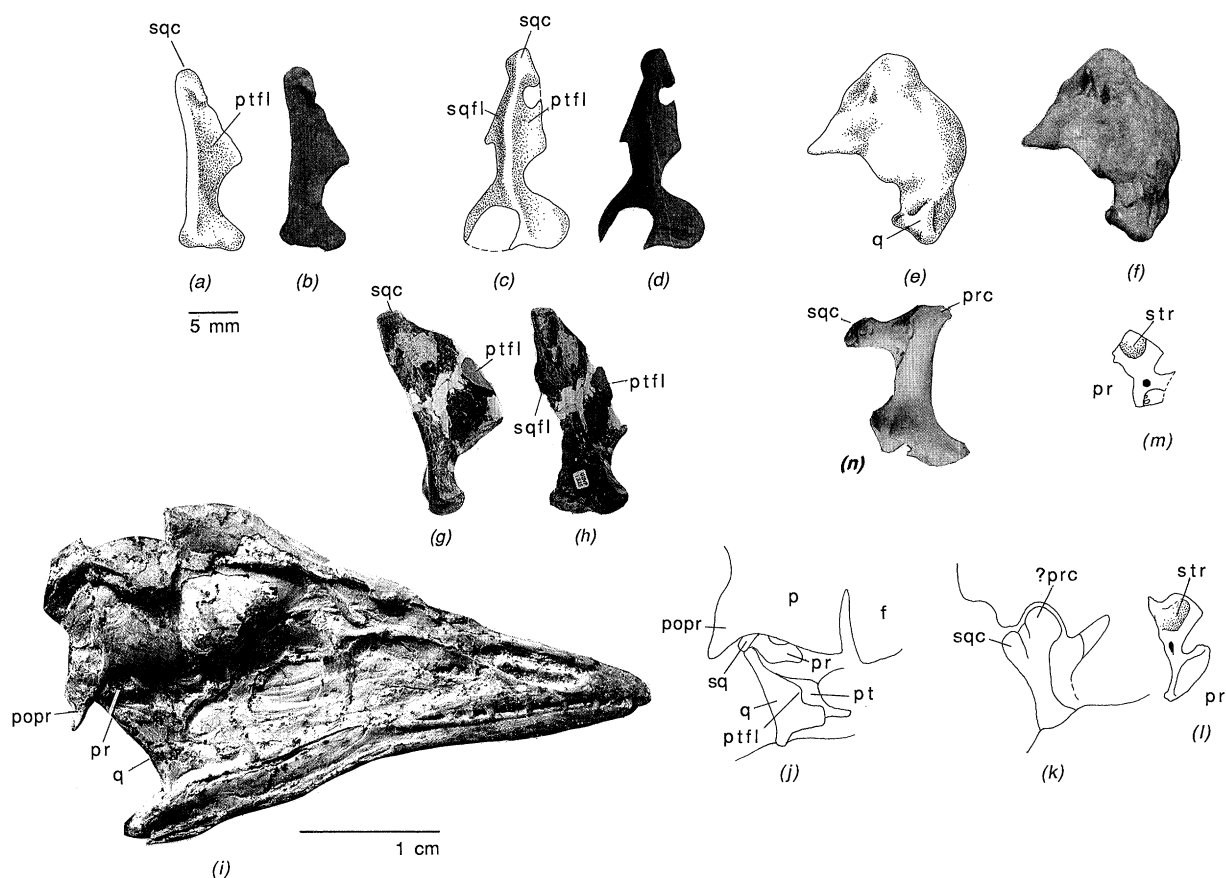 sqc
ptfl
(a)
(b)
5 mm
sqc
sqfl
ptfl
(c)
(d)
q
(e)
(f)
sqc
ptfl
(g)
sqfl
ptfl
(h)
sqc
prc
(n)
str
pr
(m)
popr
pr
q
1 cm
(i)
p
f
popr
sq
pr
q
pt
ptfl
(j)
?prc
sqc
(k)
str
pr
(l)